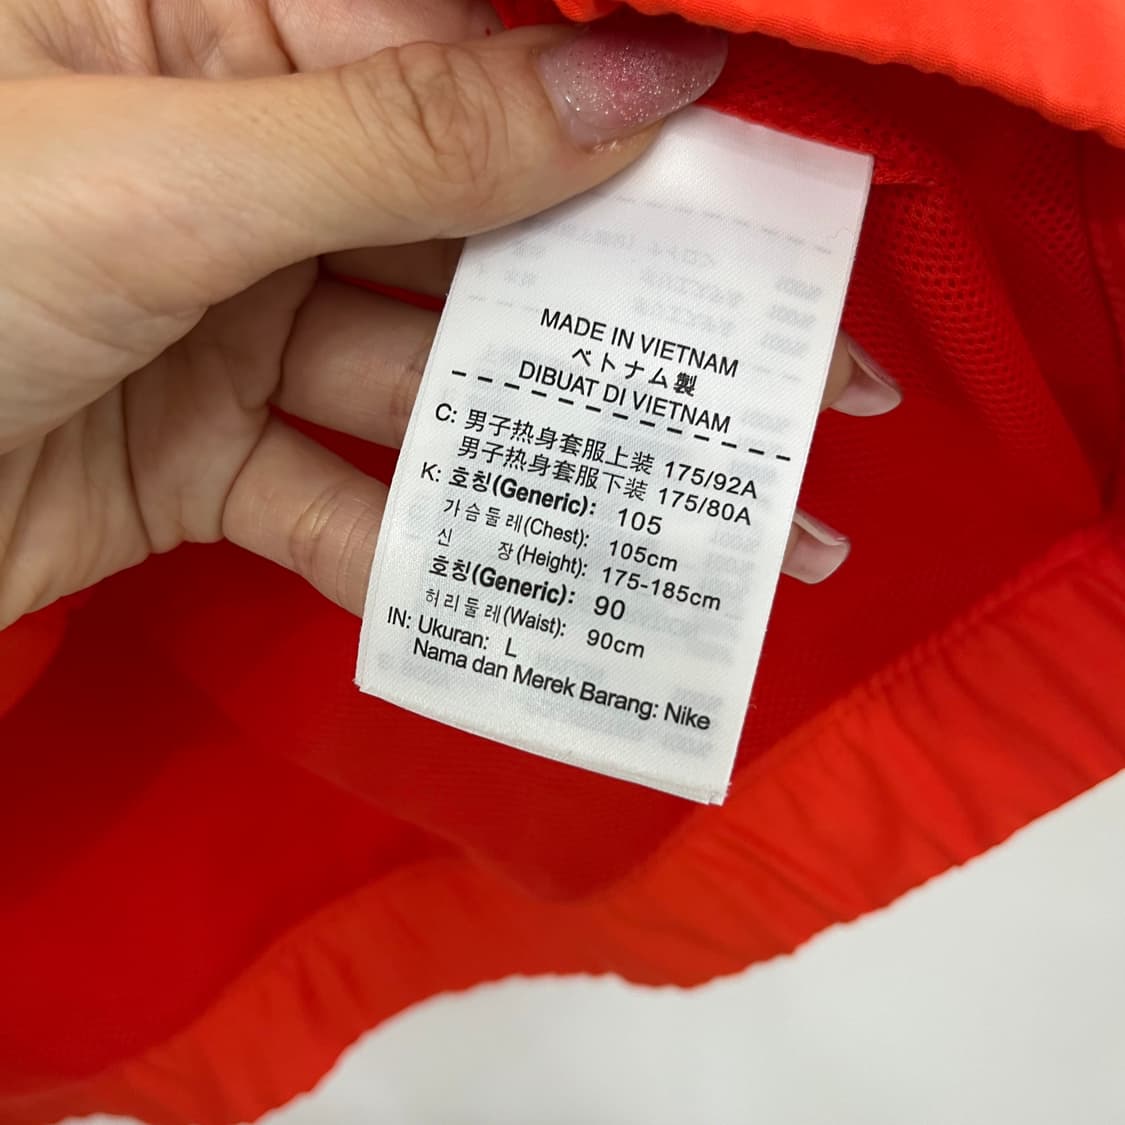 MADE IN VIETNAM
ベトナム製
DIBUAT DI VIETNAM
C: 男子热身套服上装 175/92A
男子热身套服下装 175/80A
K: 호칭(Generic): 105
가슴둘레(Chest): 105cm
신 장(Height): 175-185cm
호칭(Generic): 90
허리둘레(Waist): 90cm
IN: Ukuran: L
Nama dan Merek Barang: Nike